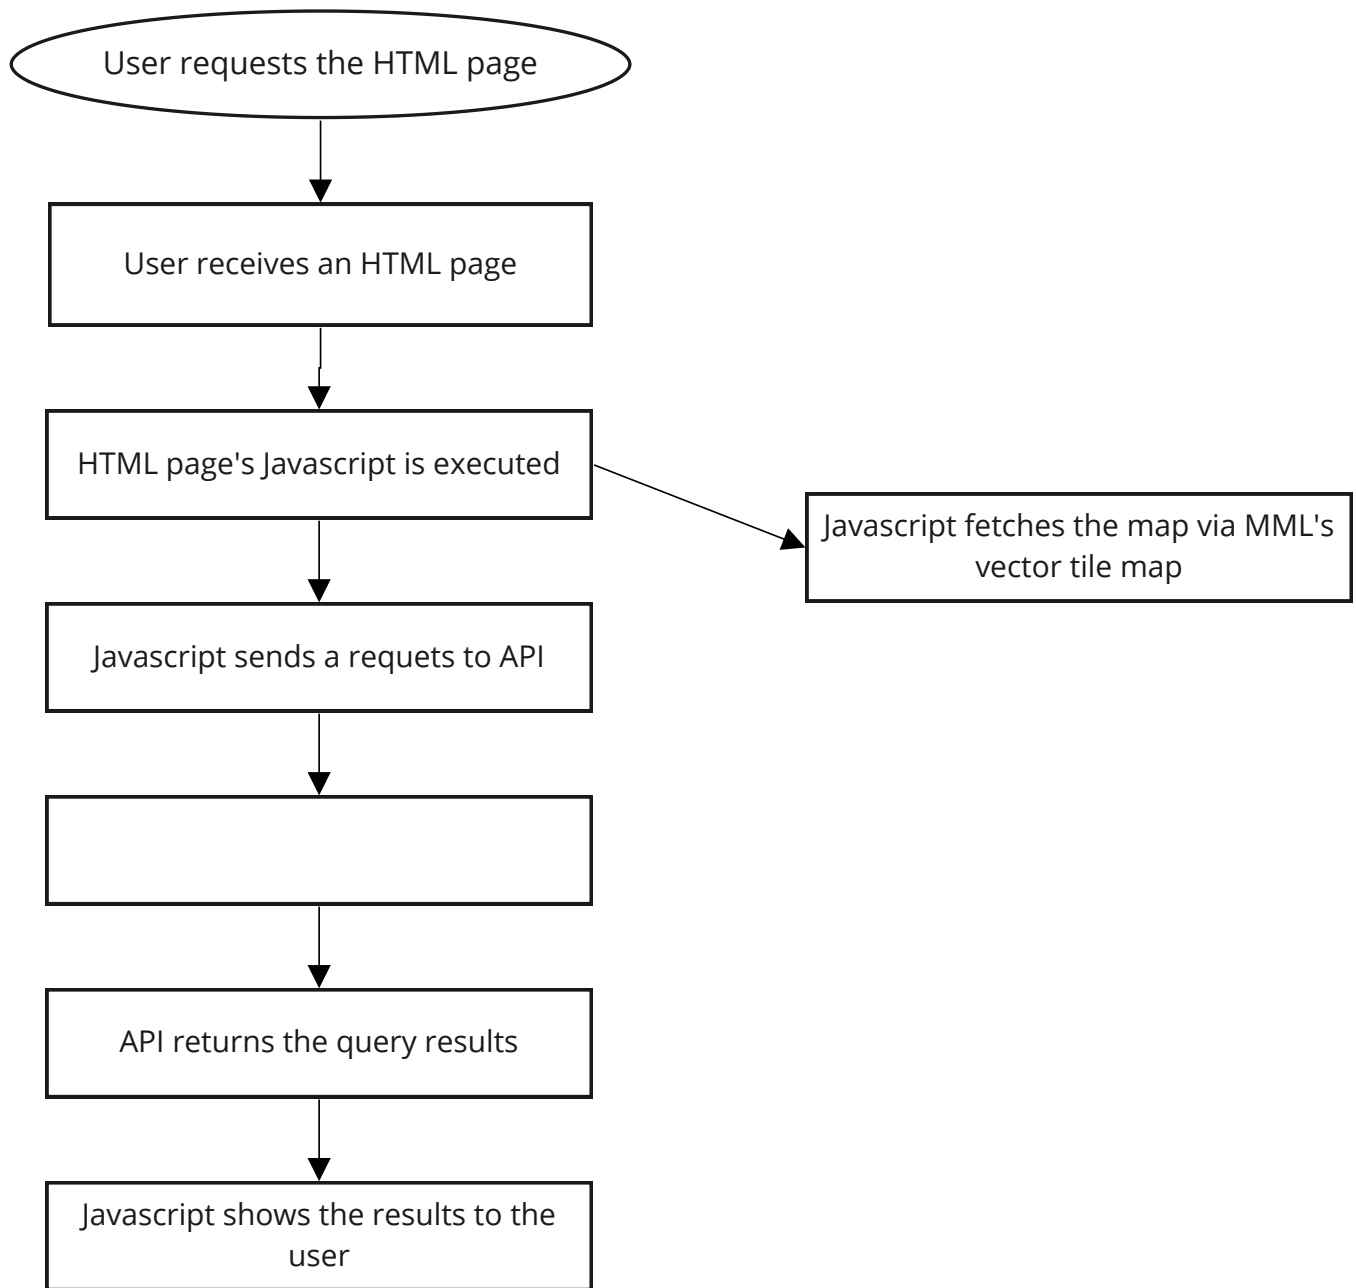 User requests the HTML page
User receives an HTML page
HTML page's Javascript is executed
Javascript fetches the map via MML's
vector tile map
Javascript sends a requets to API
API returns the query results
Javascript shows the results to the
user